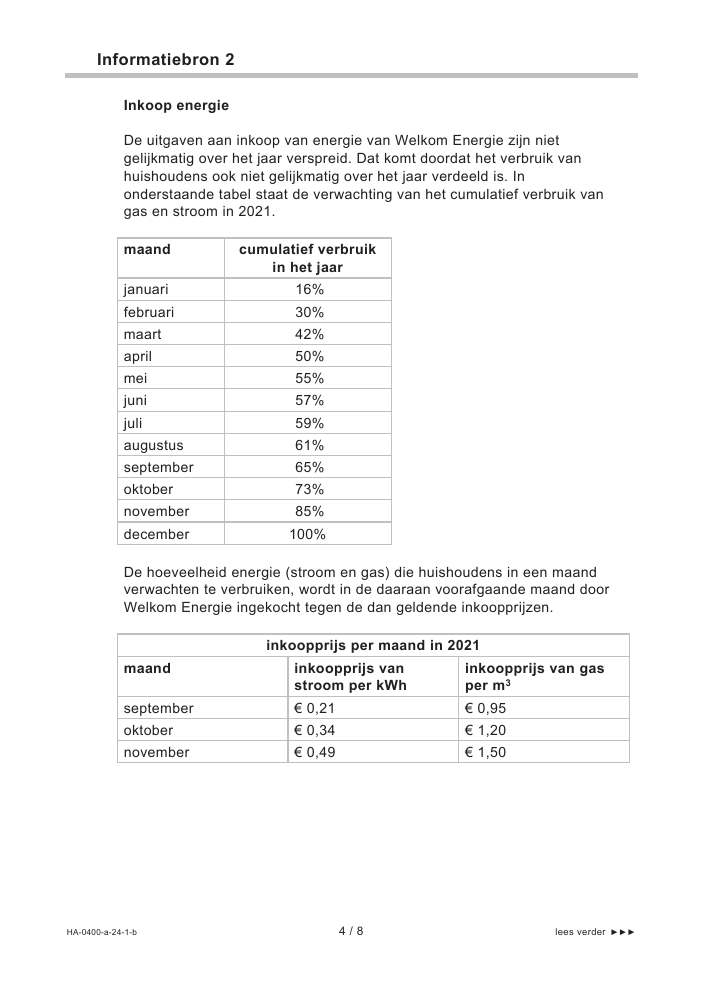 Informatiebron 2
Inkoop energie
De uitgaven aan inkoop van energie van Welkom Energie zijn niet
gelijkmatig over het jaar verspreid. Dat komt doordat het verbruik van
huishoudens ook niet gelijkmatig over het jaar verdeeld is. In
onderstaande tabel staat de verwachting van het cumulatief verbruik van
gas en stroom in 2021.
maand cumulatief verbruik
in het jaar
januari 16%
februari 30%
maart 42%
april 50%
mei 55%
juni 57%
juli 59%
augustus 61%
september 65%
oktober 73%
november 85%
december 100%
De hoeveelheid energie (stroom en gas) die huishoudens in een maand
verwachten te verbruiken, wordt in de daaraan voorafgaande maand door
Welkom Energie ingekocht tegen de dan geldende inkoopprijzen.
inkoopprijs per maand in 2021
maand inkoopprijs van inkoopprijs van gas
stroom per kWh per m³
september € 0,21 € 0,95
oktober € 0,34 € 1,20
november € 0,49 € 1,50
HA-0400-a-24-1-b 4 / 8 lees verder ►►►